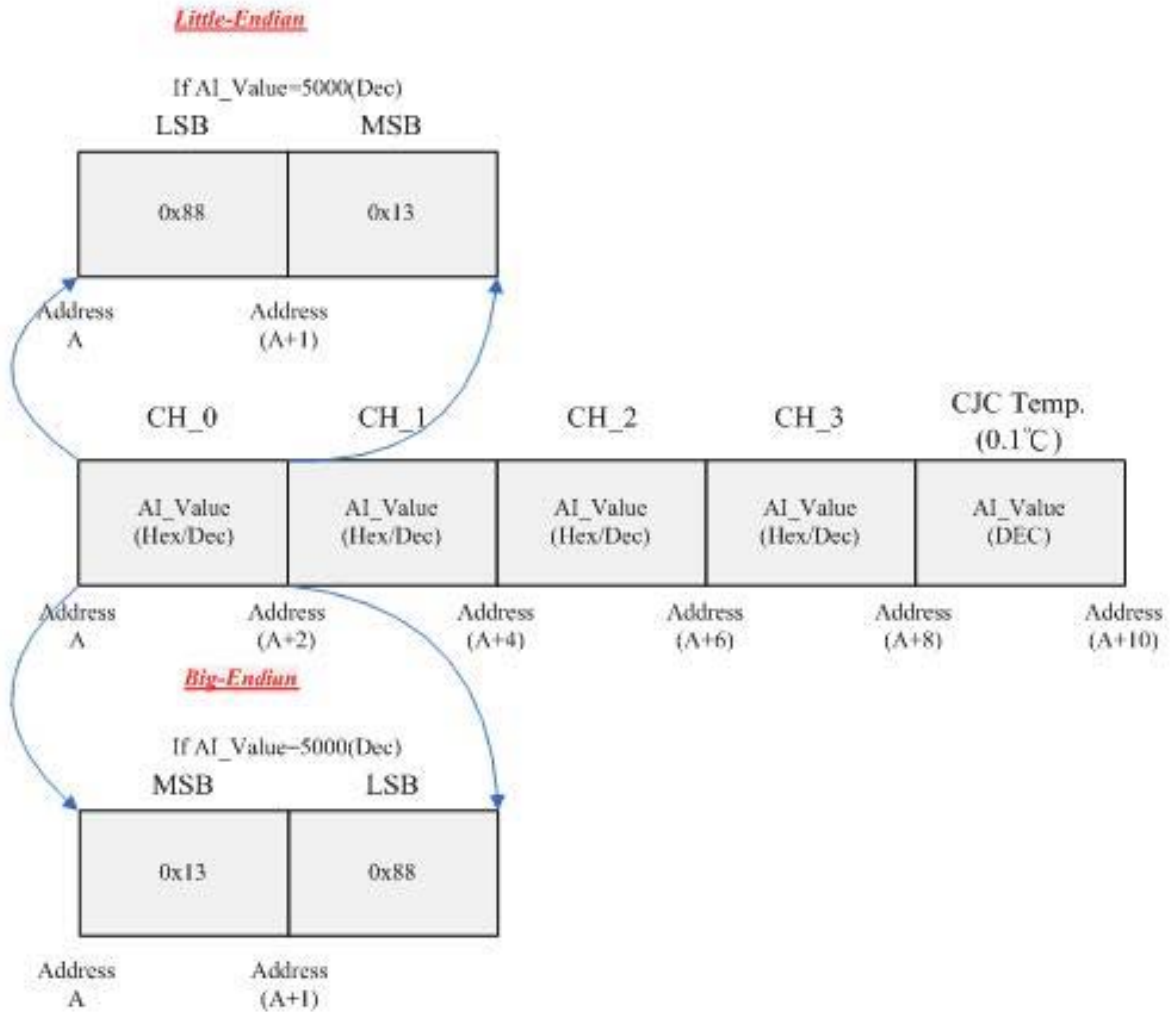 Little-Endian
If AI_Value=5000(Dec)
LSB MSB
0x88 0x13
Address Address
A (A+1)
CH_0 CH_1 CH_2 CH_3 CJC Temp.
(0.1℃)
AI_Value AI_Value AI_Value AI_Value AI_Value
(Hex/Dec) (Hex/Dec) (Hex/Dec) (Hex/Dec) (DEC)
Address Address Address Address Address Address
A (A+2) (A+4) (A+6) (A+8) (A+10)
Big-Endian
If AI_Value=5000(Dec)
MSB LSB
0x13 0x88
Address Address
A (A+1)